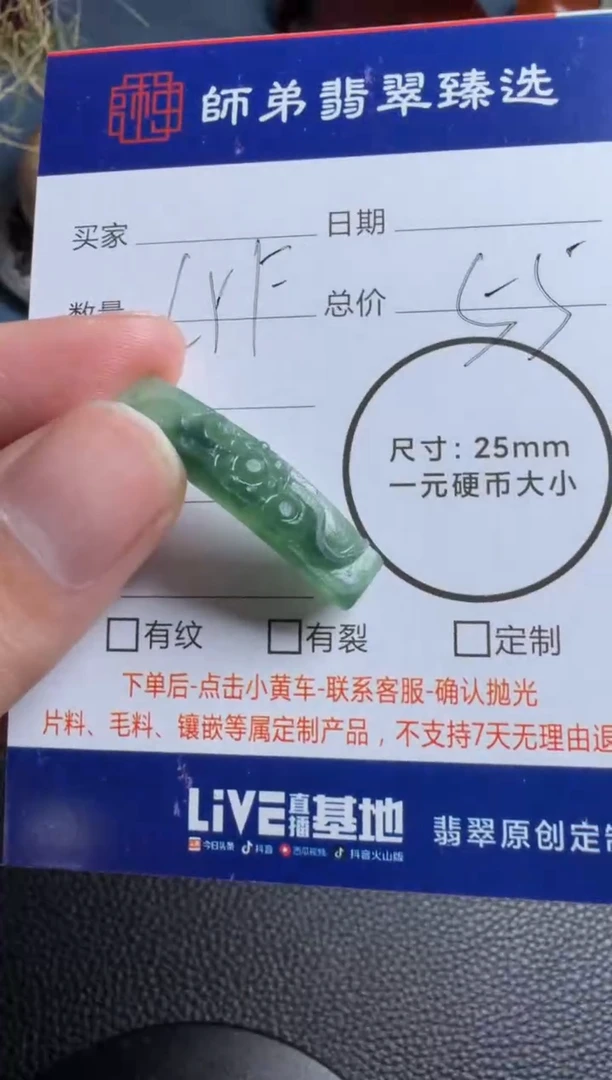 師弟翡翠臻选
买家 日期
数量 LYF 总价 55
尺寸：25mm
一元硬币大小
有纹 有裂 定制
下单后-点击小黄车-联系客服-确认抛光
片料、毛料、镶嵌等属定制产品，不支持7天无理由退
LiVE直播基地 翡翠原创定制
今日头条 抖音 西瓜视频 抖音火山版